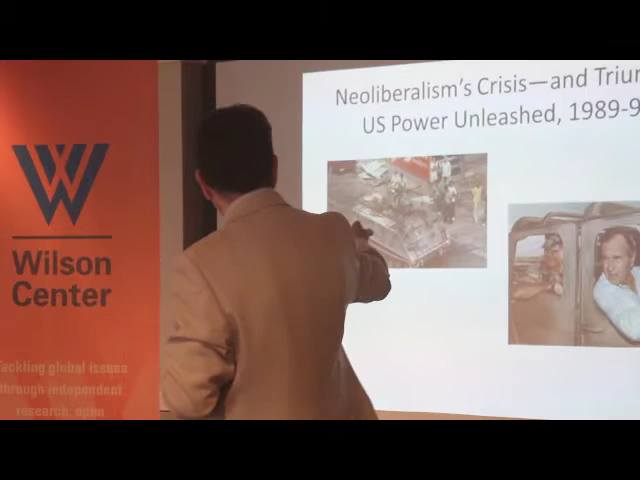 Neoliberalism's Crisis—and Triu
US Power Unleashed, 1989-9
Wilson
Center
Tackling global issues
through independent
research, open